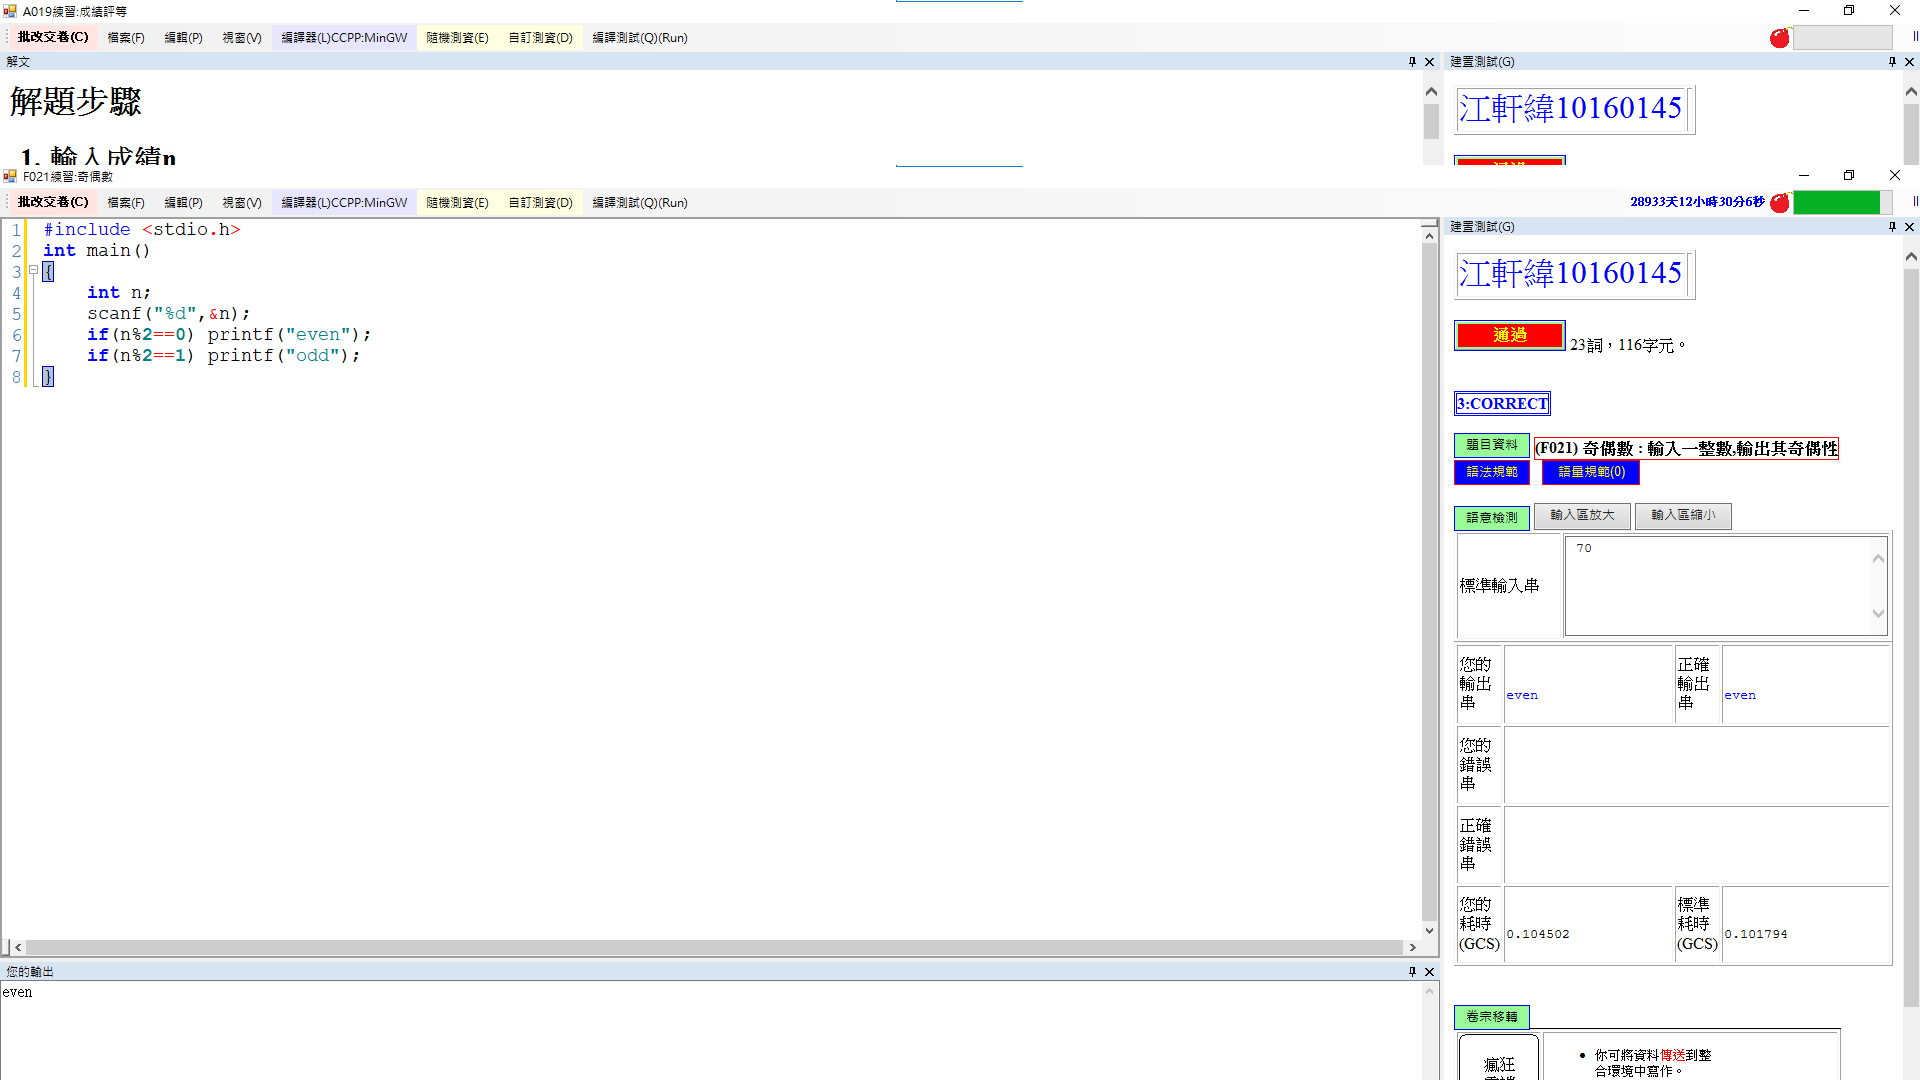 A019練習:成績評等
批改交卷(C) 檔案(F) 編輯(P) 視窗(V) 編譯器(L)CCPP:MinGW 隨機測資(E) 自訂測資(D) 編譯測試(Q)(Run)
解文
解題步驟
1. 輸入成績n
建置測試(G)
江軒緯10160145
通過
F021練習:奇偶數
批改交卷(C) 檔案(F) 編輯(P) 視窗(V) 編譯器(L)CCPP:MinGW 隨機測資(E) 自訂測資(D) 編譯測試(Q)(Run) 28933天12小時30分6秒
1 #include <stdio.h>
2 int main()
3 {
4 int n;
5 scanf("%d",&n);
6 if(n%2==0) printf("even");
7 if(n%2==1) printf("odd");
8 }
您的輸出
even
建置測試(G)
江軒緯10160145
通過 23詞，116字元。
3:CORRECT
題目資料 (F021) 奇偶數 : 輸入一整數,輸出其奇偶性
語法規範 語量規範(0)
語意檢測 輸入區放大 輸入區縮小
標準輸入串 70
您的輸出串 even 正確輸出串 even
您的錯誤串
正確錯誤串
您的耗時(GCS) 0.104502 標準耗時(GCS) 0.101794
卷宗移轉
瘋狂
• 你可將資料傳送到整
合環境中寫作。